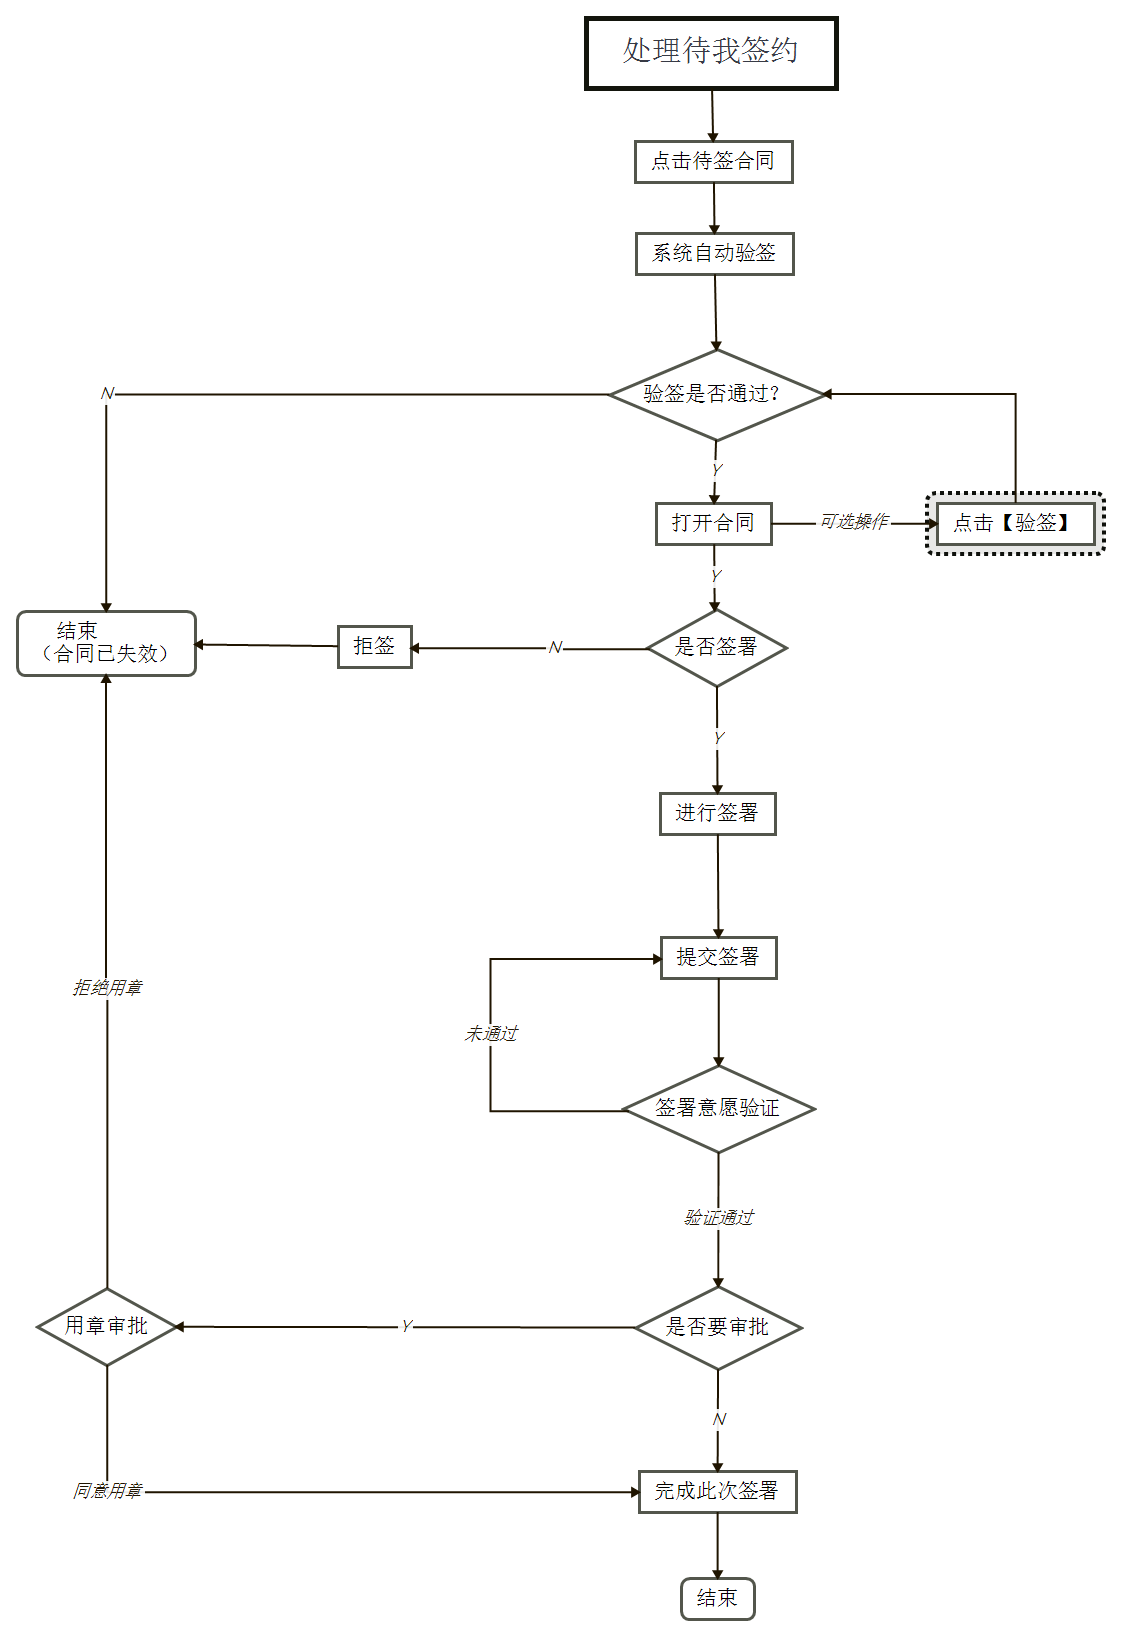 处理待我签约
点击待签合同
系统自动验签
验签是否通过?
N
Y
打开合同
可选操作
点击【验签】
Y
结束
（合同已失效）
拒签
N
是否签署
Y
进行签署
提交签署
拒绝用章
未通过
签署意愿验证
验证通过
用章审批
Y
是否要审批
N
同意用章
完成此次签署
结束